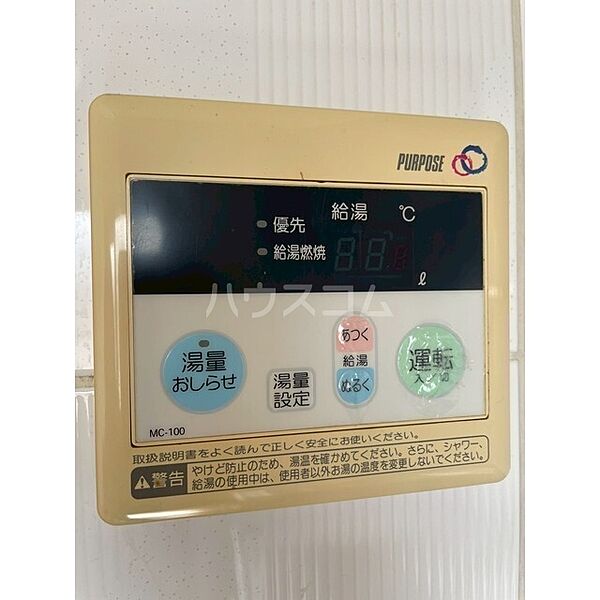 PURPOSE
給湯 ℃
優先
給湯燃焼
88
ℓ
ハウスコム
湯量
おしらせ
湯量
設定
あつく
給湯
ぬるく
運転
入/切
MC-100
取扱説明書をよく読んで正しく安全にお使いください。
警告
やけど防止のため、湯温を確かめてください。さらに、シャワー、
給湯の使用中は、使用者以外お湯の温度を変更しないでください。